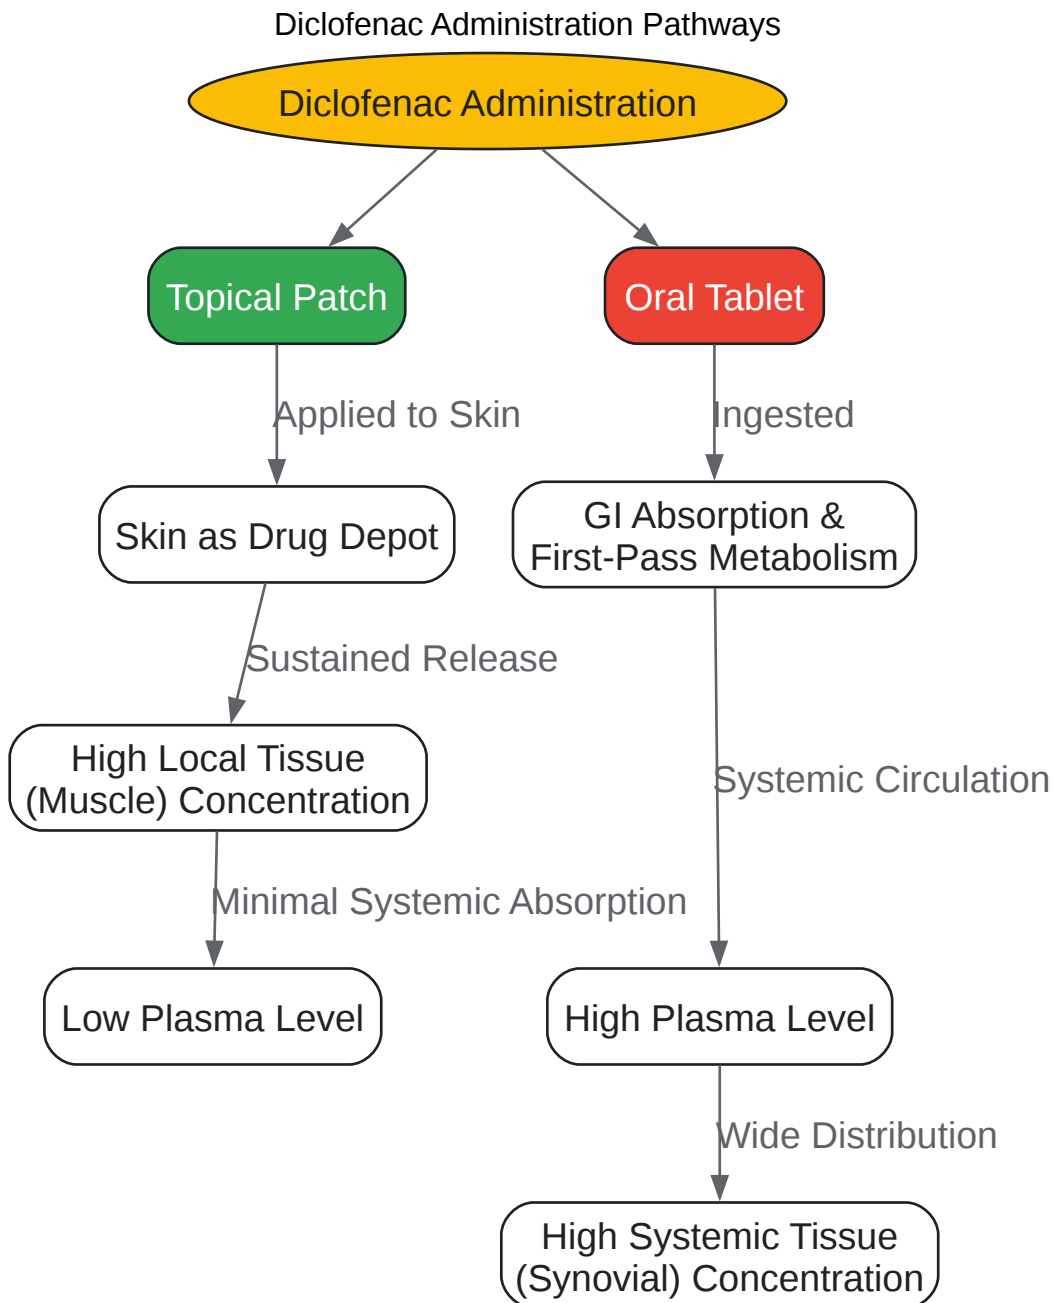 Diclofenac Administration Pathways
Diclofenac Administration
Topical Patch
Oral Tablet
Applied to Skin
Ingested
Skin as Drug Depot
GI Absorption &
First-Pass Metabolism
Sustained Release
High Local Tissue
(Muscle) Concentration
Systemic Circulation
Minimal Systemic Absorption
Low Plasma Level
High Plasma Level
Wide Distribution
High Systemic Tissue
(Synovial) Concentration